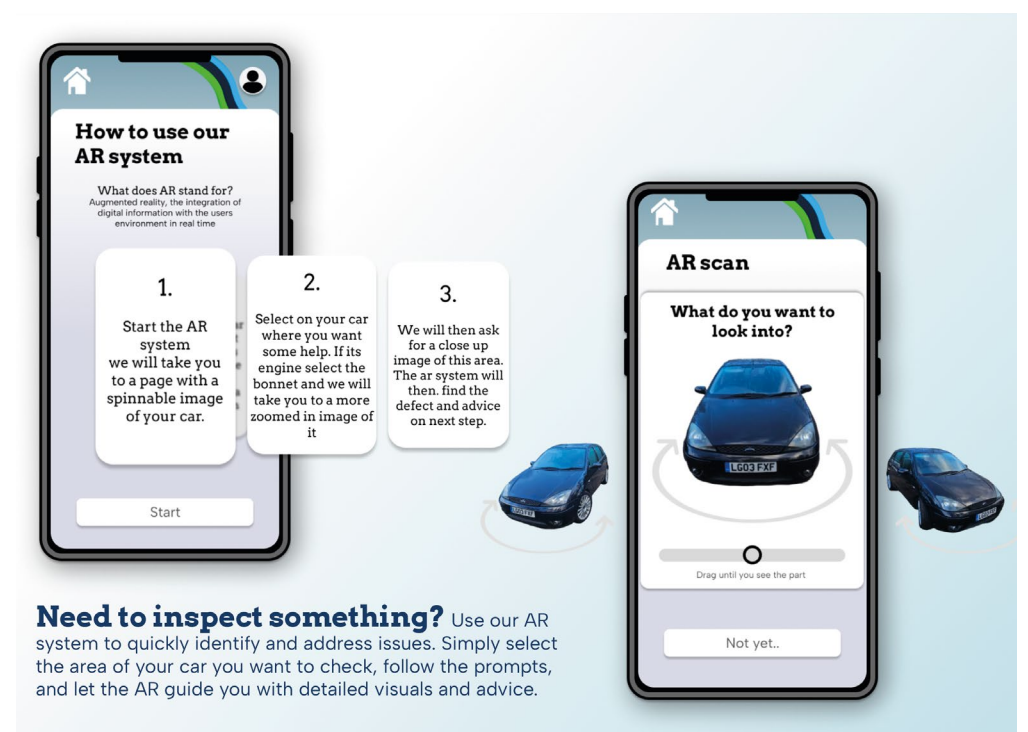 How to use our
AR system
What does AR stand for?
Augmented reality, the integration of
digital information with the users
environment in real time
1.
Start the AR
system
we will take you
to a page with a
spinnable image
of your car.
2.
Select on your car
where you want
some help. If its
engine select the
bonnet and we will
take you to a more
zoomed in image of
it
3.
We will then ask
for a close up
image of this area.
The ar system will
then. find the
defect and advice
on next step.
Start
AR scan
What do you want to
look into?
LG03 FXF
LG03 FXF
Drag until you see the part
Not yet..
Need to inspect something? Use our AR
system to quickly identify and address issues. Simply select
the area of your car you want to check, follow the prompts,
and let the AR guide you with detailed visuals and advice.